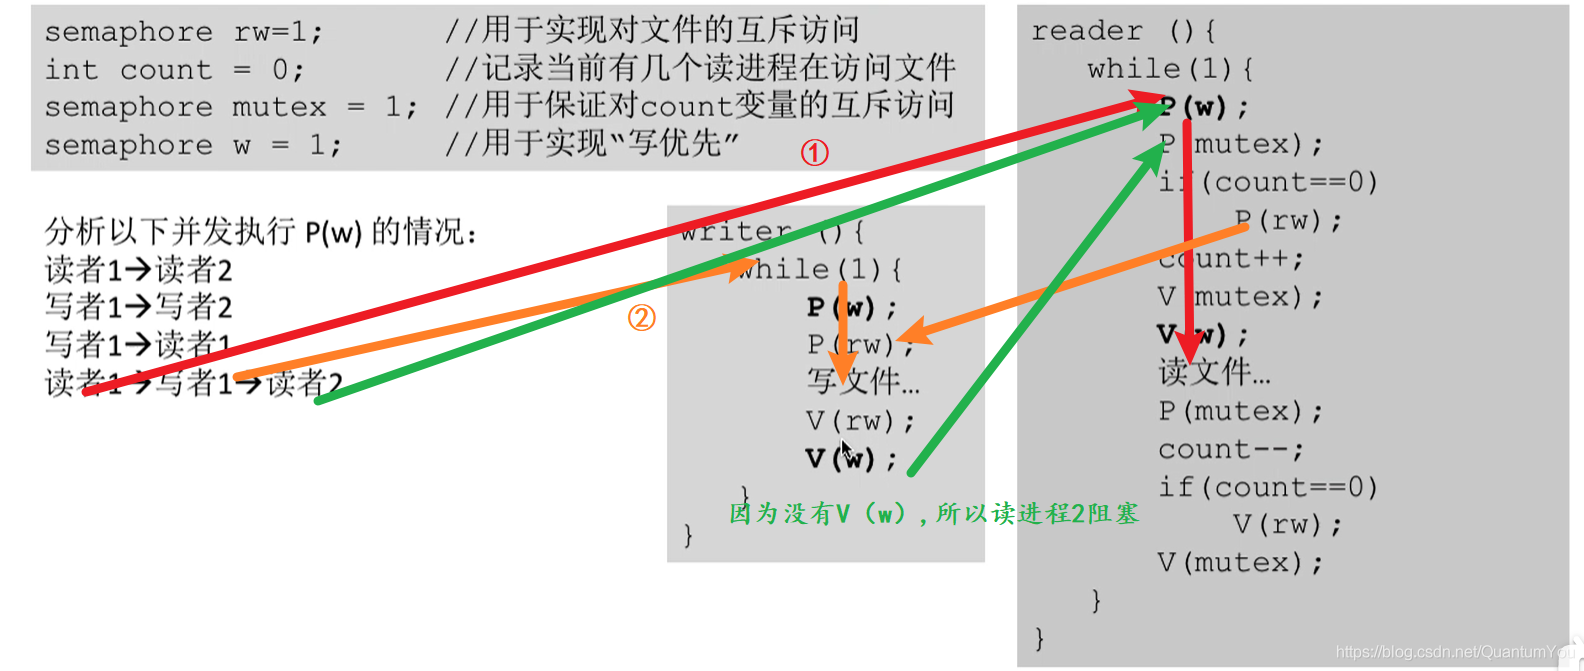 semaphore rw=1; //用于实现对文件的互斥访问
int count = 0; //记录当前有几个读进程在访问文件
semaphore mutex = 1; //用于保证对count变量的互斥访问
semaphore w = 1; //用于实现“写优先”
①
分析以下并发执行 P(w) 的情况：
读者1→读者2
写者1→写者2
写者1→读者1
读者1→写者1→读者2
②
writer (){
while(1){
P(w);
P(rw);
写文件…
V(rw);
V(w);
}
因为没有V（w）,所以读进程2阻塞
}
reader (){
while(1){
P(w);
P(mutex);
if(count==0)
P(rw);
count++;
V(mutex);
V(w);
读文件…
P(mutex);
count--;
if(count==0)
V(rw);
V(mutex);
}
}
https://blog.csdn.net/QuantumYou